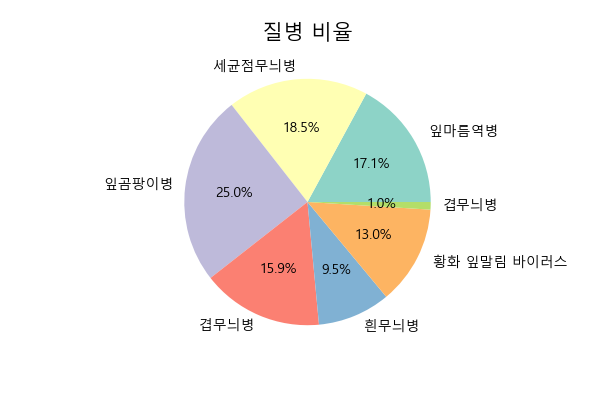 질병 비율
세균점무늬병
잎마름역병
18.5%
17.1%
잎곰팡이병
25.0%
1.0%
겹무늬병
13.0%
황화 잎말림 바이러스
15.9%
9.5%
겹무늬병
흰무늬병